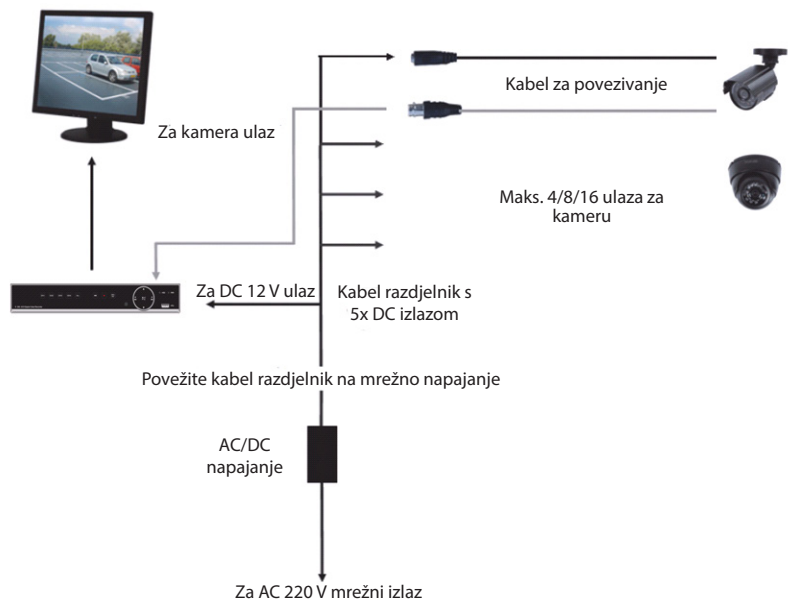 Kabel za povezivanje
Za kamera ulaz
Maks. 4/8/16 ulaza za
kameru
Za DC 12 V ulaz
Kabel razdjelnik s
5x DC izlazom
Povežite kabel razdjelnik na mrežno napajanje
AC/DC
napajanje
Za AC 220 V mrežni izlaz